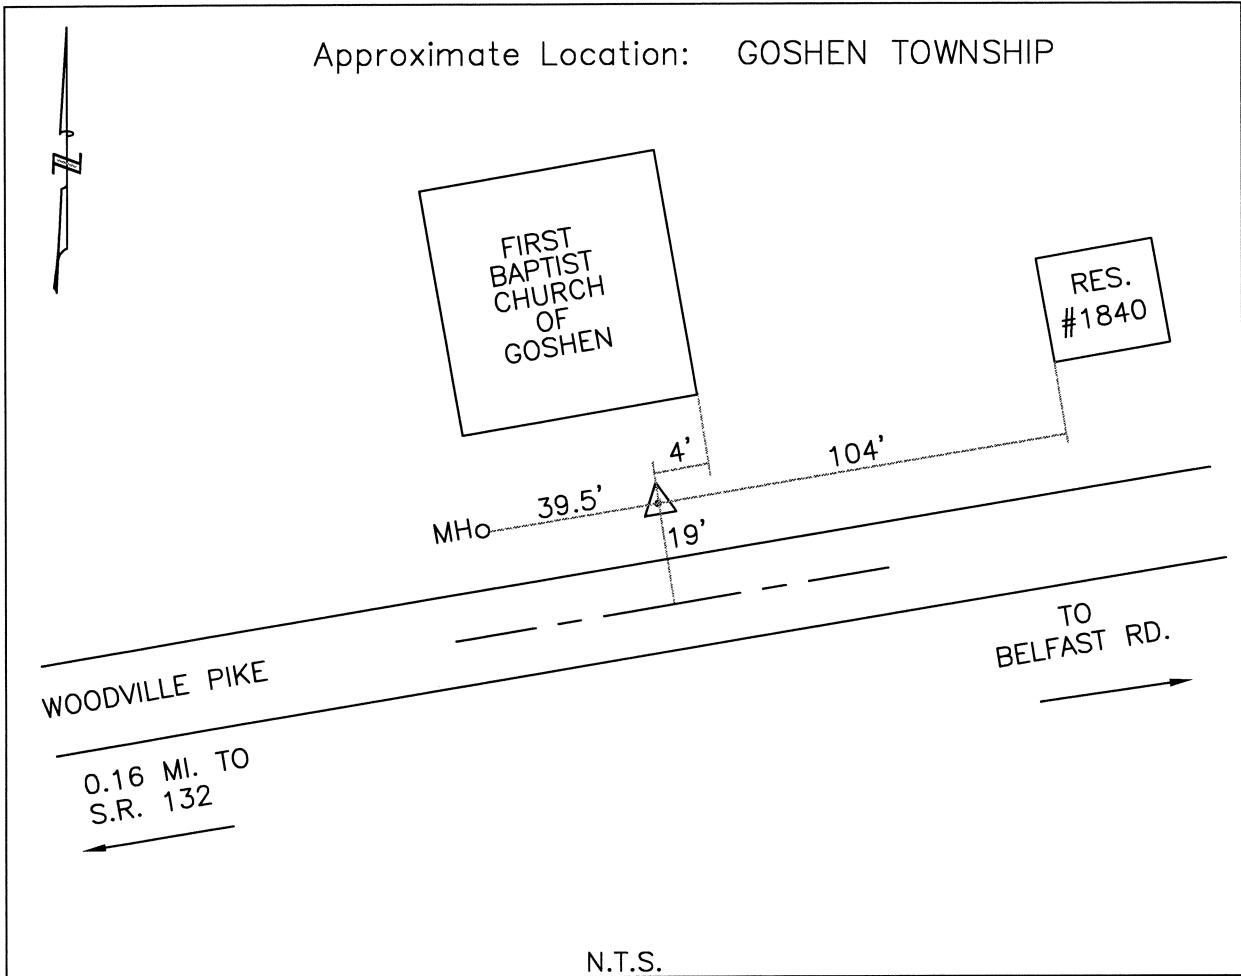 Approximate Location: GOSHEN TOWNSHIP
N
FIRST
BAPTIST
CHURCH
OF
GOSHEN
RES.
#1840
4'
104'
39.5'
MH
19'
TO
BELFAST RD.
WOODVILLE PIKE
0.16 MI. TO
S.R. 132
N.T.S.